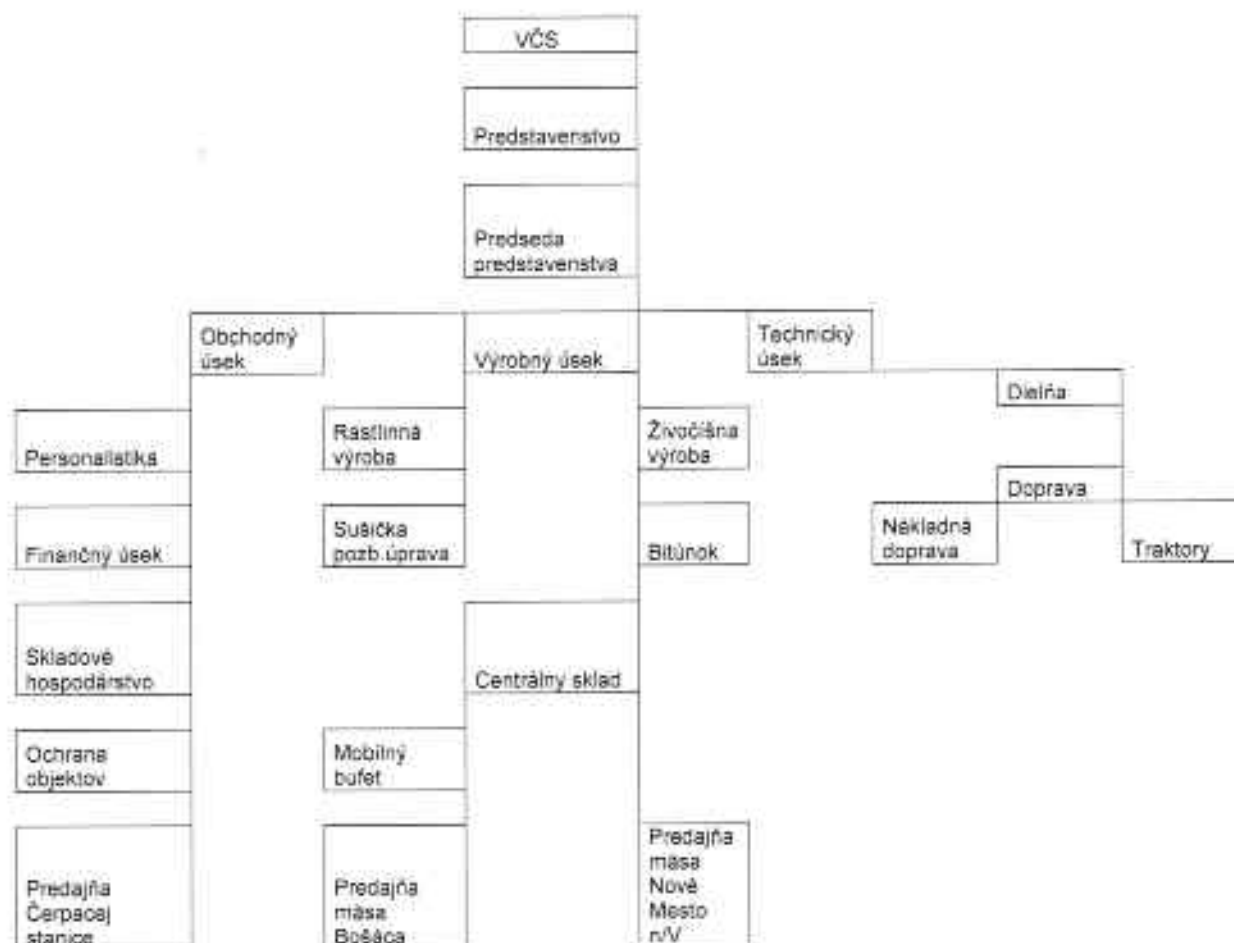 VČS
Predstavenstvo
Predseda
predstavenstva
Obchodný
úsek
Výrobný úsek
Technický
úsek
Dielňa
Personalistika
Rastlinná
výroba
Živočíšna
výroba
Doprava
Finančný úsek
Sušička
pozb.úprava
Bitúnok
Nákladná
doprava
Traktory
Skladové
hospodárstvo
Centrálny sklad
Ochrana
objektov
Mobilný
bufet
Predajňa
Čerpacej
stanice
Predajňa
mäsa
Bošáca
Predajňa
mäsa
Nové
Mesto
n/V